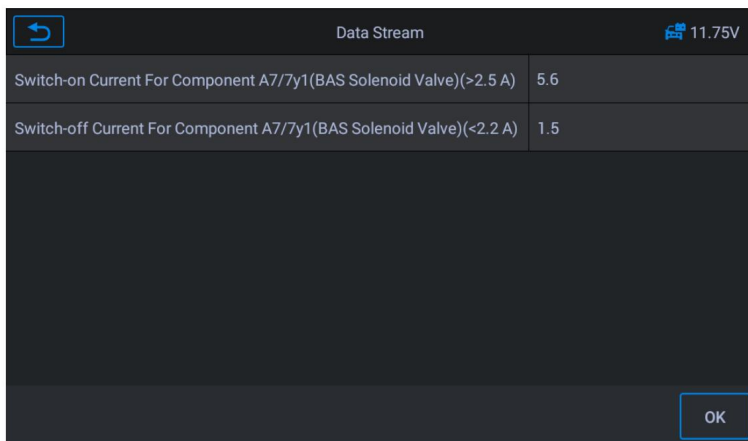 Data Stream
11.75V
Switch-on Current For Component A7/7y1(BAS Solenoid Valve)(>2.5 A) 5.6
Switch-off Current For Component A7/7y1(BAS Solenoid Valve)(<2.2 A) 1.5
OK